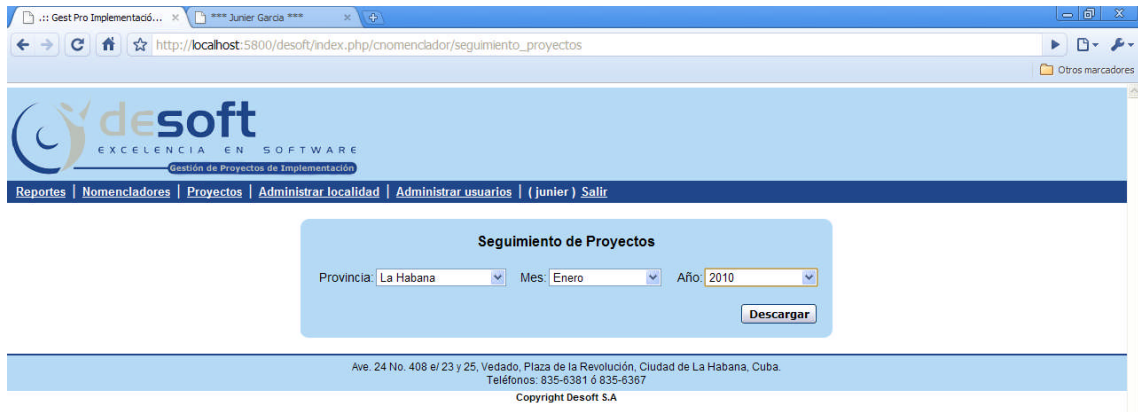 .:: Gest Pro Implementació...
*** Junier Garcia ***
http://localhost:5800/desoft/index.php/cnomenclador/seguimiento_proyectos
Otros marcadores
desoft
EXCELENCIA EN SOFTWARE
Gestión de Proyectos de Implementación
Reportes | Nomencladores | Proyectos | Administrar localidad | Administrar usuarios | ( junier ) Salir
Seguimiento de Proyectos
Provincia: La Habana Mes: Enero Año: 2010
Descargar
Ave. 24 No. 408 e/ 23 y 25, Vedado, Plaza de la Revolución, Ciudad de La Habana, Cuba.
Teléfonos: 835-6381 ó 835-6367
Copyright Desoft S.A